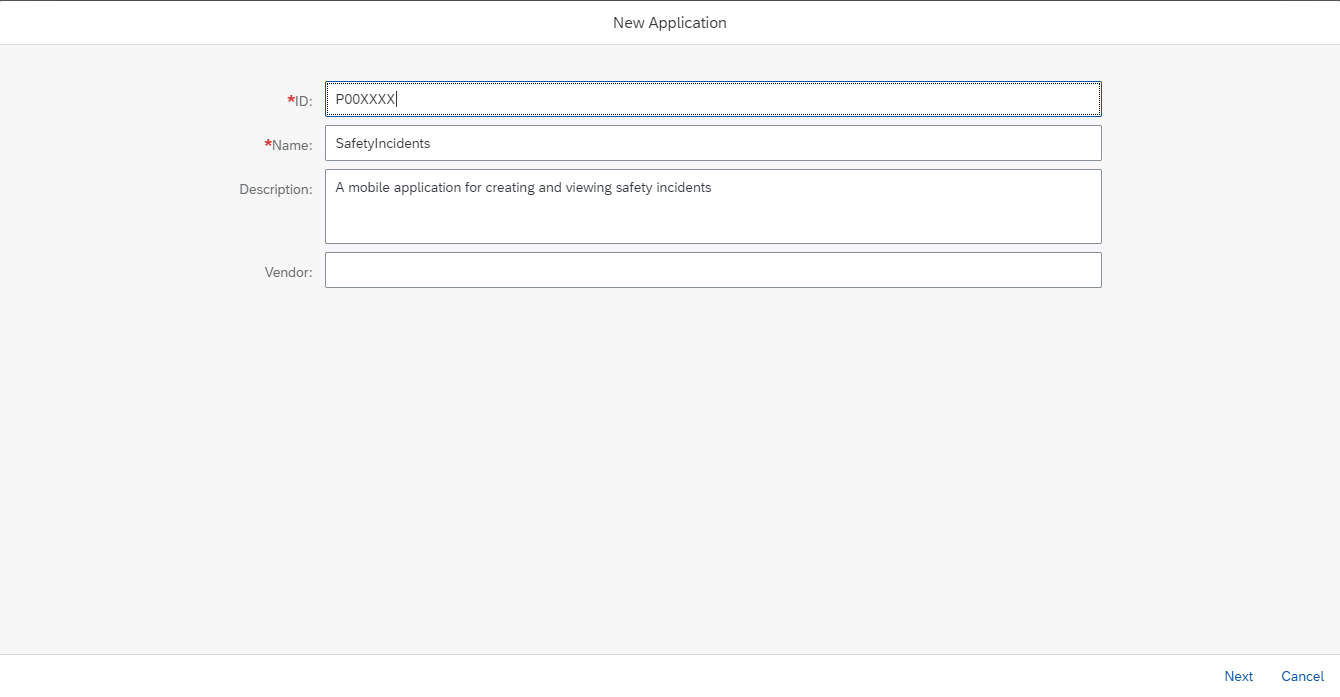 New Application
*ID: P00XXXX
*Name: SafetyIncidents
Description: A mobile application for creating and viewing safety incidents
Vendor:
Next Cancel